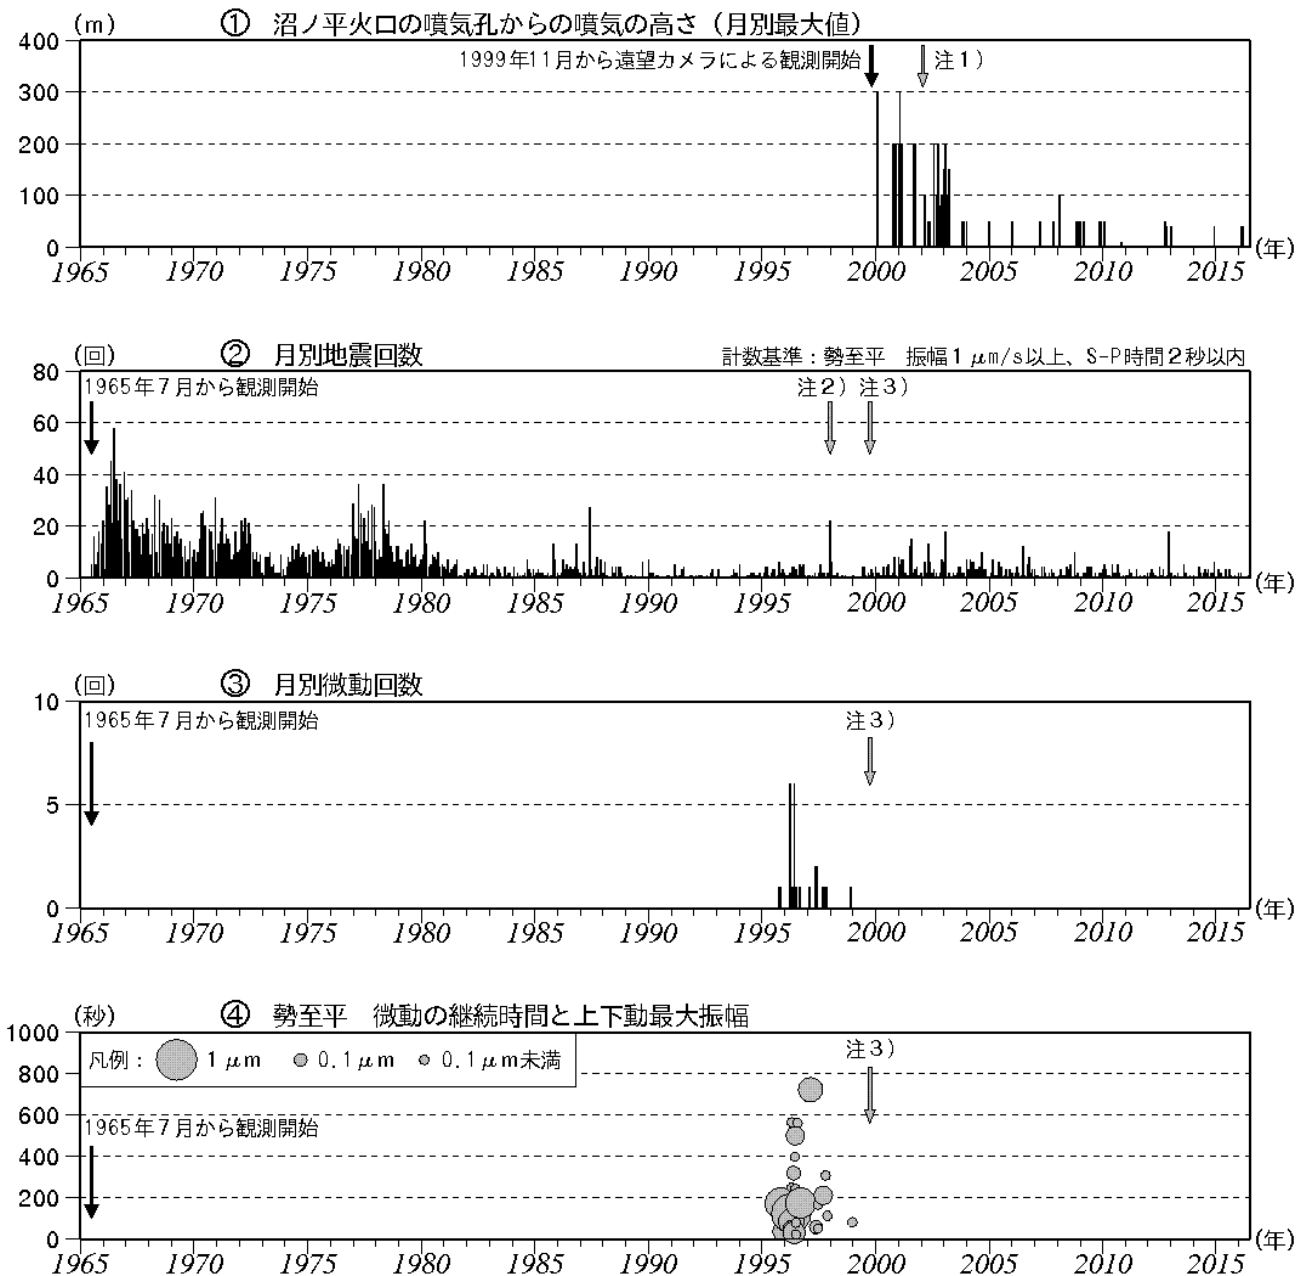 (m) ① 沼ノ平火口の噴気孔からの噴気の高さ（月別最大値）
400
1999年11月から遠望カメラによる観測開始 注１)
300
200
100
0
1965 1970 1975 1980 1985 1990 1995 2000 2005 2010 2015 (年)
(回) ② 月別地震回数 計数基準：勢至平 振幅１μm/s以上、S-P時間２秒以内
80
1965年７月から観測開始 注２) 注３)
60
40
20
0
1965 1970 1975 1980 1985 1990 1995 2000 2005 2010 2015 (年)
(回) ③ 月別微動回数
10
1965年７月から観測開始 注３)
5
0
1965 1970 1975 1980 1985 1990 1995 2000 2005 2010 2015 (年)
(秒) ④ 勢至平 微動の継続時間と上下動最大振幅
1000
凡例： 1 μm 0.1μm 0.1μm未満 注３)
800
600
1965年７月から観測開始
400
200
0
1965 1970 1975 1980 1985 1990 1995 2000 2005 2010 2015 (年)